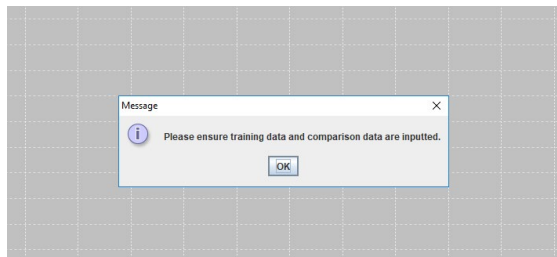 Message
Please ensure training data and comparison data are inputted.
OK